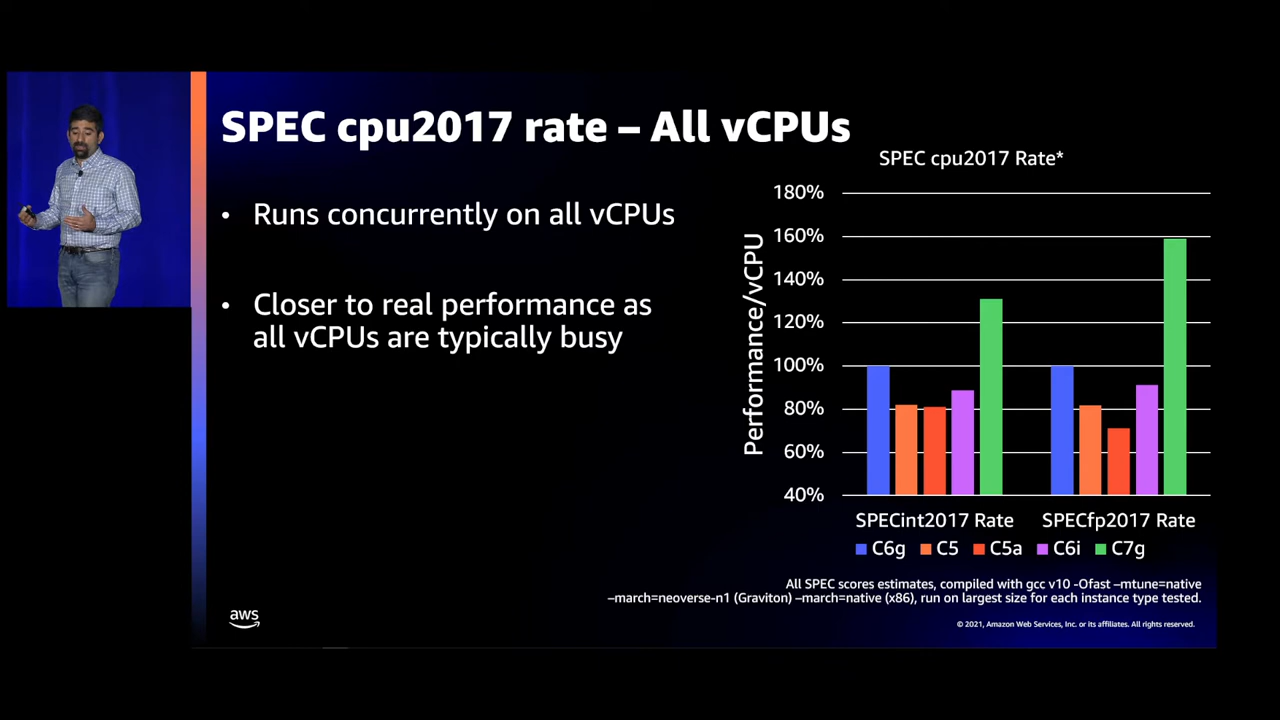 SPEC cpu2017 rate – All vCPUs
• Runs concurrently on all vCPUs
• Closer to real performance as
all vCPUs are typically busy
SPEC cpu2017 Rate*
Performance/vCPU
180%
160%
140%
120%
100%
80%
60%
40%
SPECint2017 Rate SPECfp2017 Rate
C6g C5 C5a C6i C7g
All SPEC scores estimates, compiled with gcc v10 -Ofast –mtune=native
–march=neoverse-n1 (Graviton) –march=native (x86), run on largest size for each instance type tested.
aws
© 2021, Amazon Web Services, Inc. or its affiliates. All rights reserved.